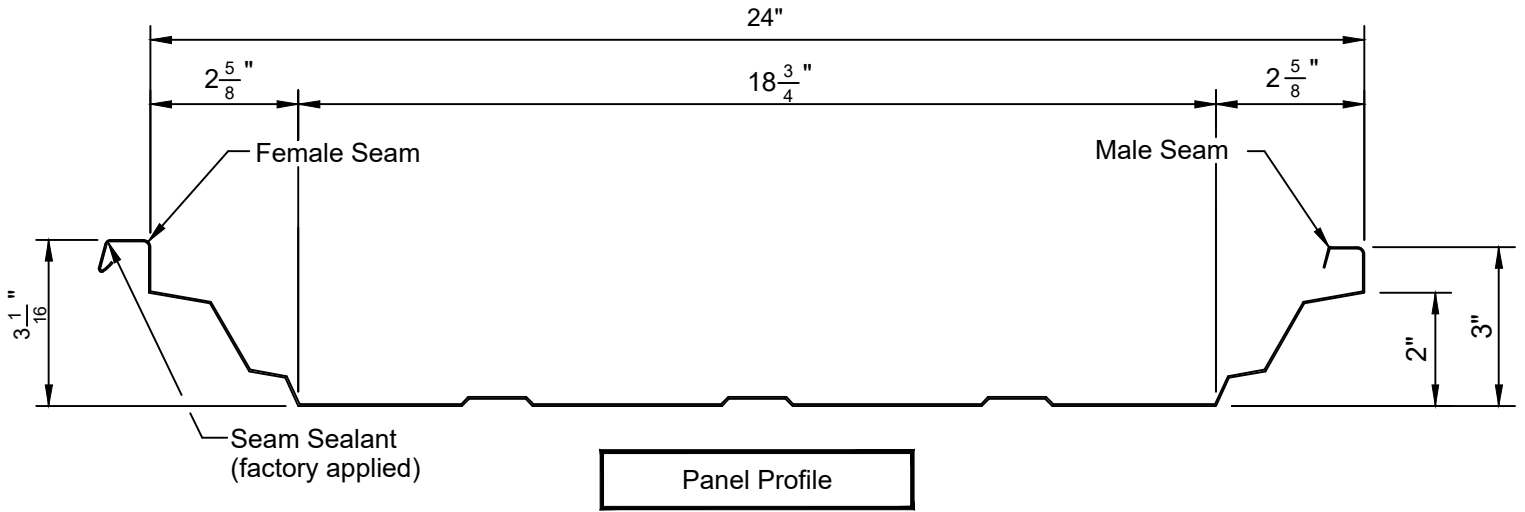 24"
2 5/8 "
18 3/4 "
2 5/8 "
Female Seam
Male Seam
3 1/16 "
2"
3"
Seam Sealant
(factory applied)
Panel Profile